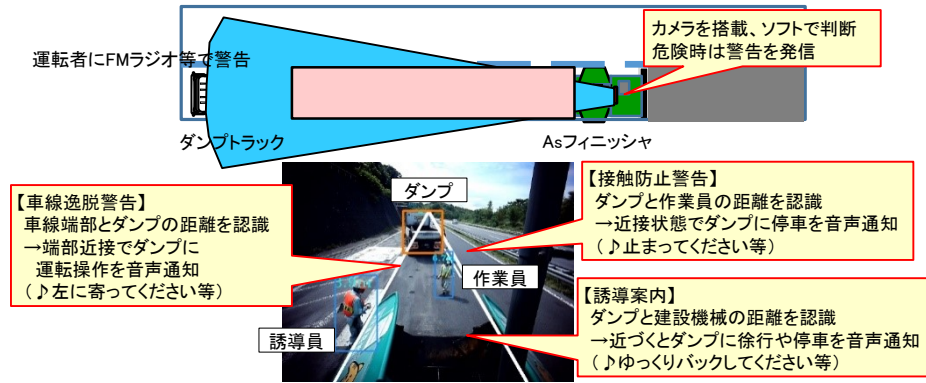 カメラを搭載、ソフトで判断
危険時は警告を発信
運転者にFMラジオ等で警告
ダンプトラック
Asフィニッシャ
【車線逸脱警告】
車線端部とダンプの距離を認識
→端部近接でダンプに
運転操作を音声通知
(♪左に寄ってください等)
ダンプ
作業員
誘導員
【接触防止警告】
ダンプと作業員の距離を認識
→近接状態でダンプに停車を音声通知
(♪止まってください等)
【誘導案内】
ダンプと建設機械の距離を認識
→近づくとダンプに徐行や停車を音声通知
(♪ゆっくりバックしてください等)